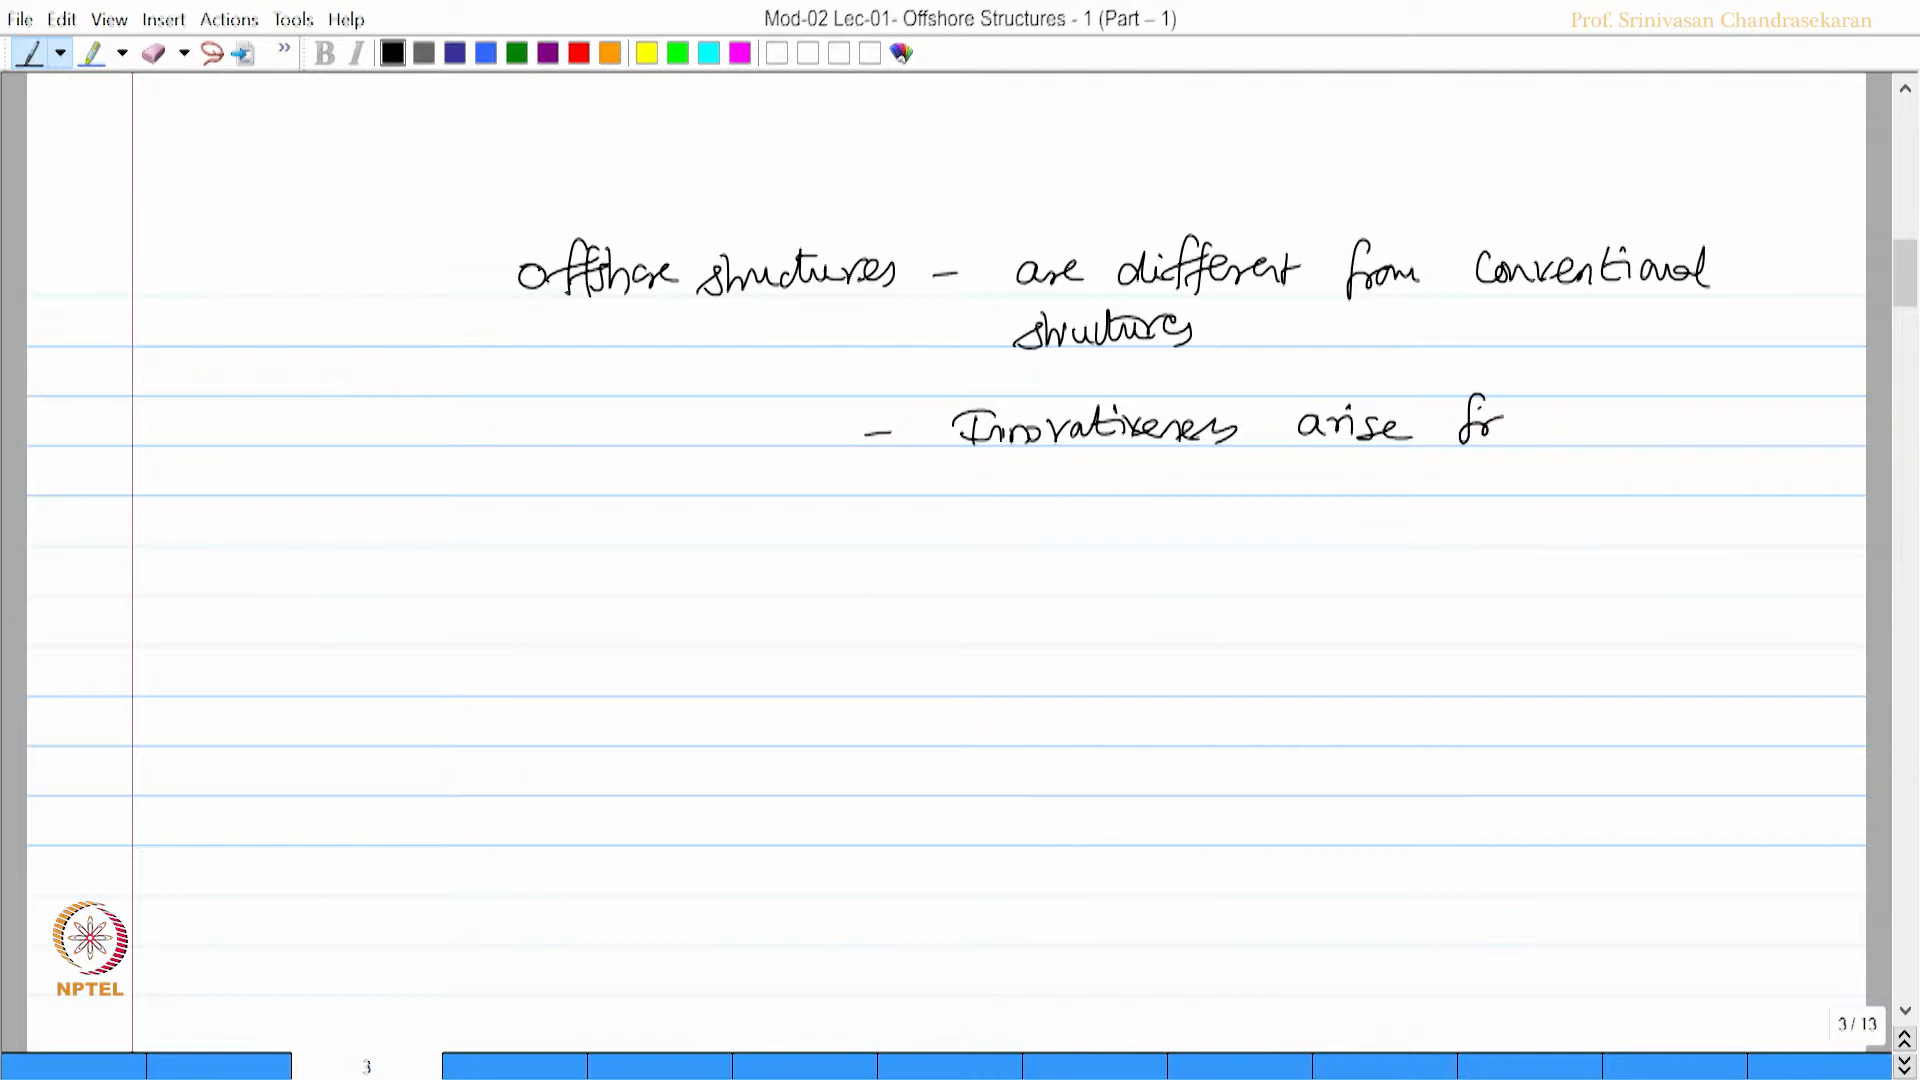 File Edit View Insert Actions Tools Help
Mod-02 Lec-01- Offshore Structures - 1 (Part – 1)
Prof. Srinivasan Chandrasekaran
B I
offshore structures – are different from conventional
structures
– Innovativeness arise fr
NPTEL
3 / 13
3